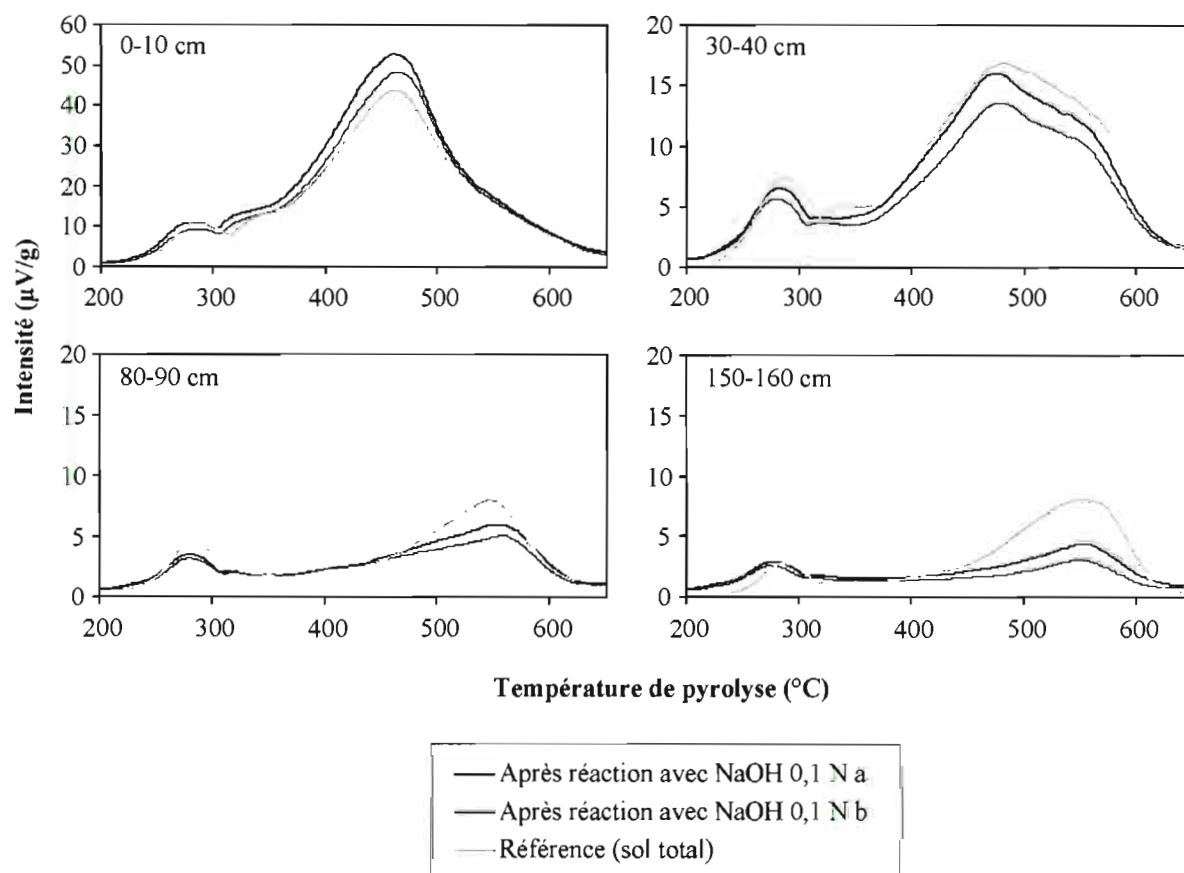 Intensité (µV/g)
60
50
40
30
20
10
0
0-10 cm
200 300 400 500 600
20
15
10
5
0
30-40 cm
200 300 400 500 600
20
15
10
5
0
80-90 cm
200 300 400 500 600
20
15
10
5
0
150-160 cm
200 300 400 500 600
Température de pyrolyse (°C)
Après réaction avec NaOH 0,1 N a
Après réaction avec NaOH 0,1 N b
Référence (sol total)